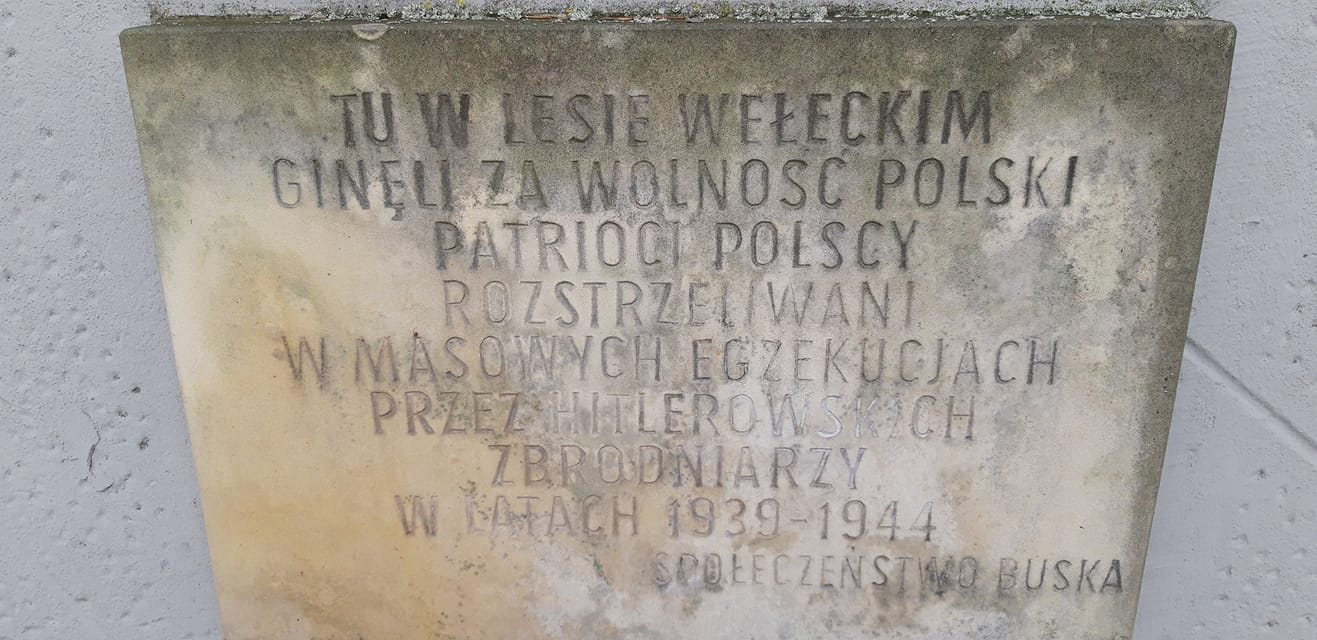 TU W LESIE WEŁECKIM
GINĘLI ZA WOLNOŚĆ POLSKI
PATRIOCI POLSCY
ROZSTRZELIWANI
W MASOWYCH EGZEKUCJACH
PRZEZ HITLEROWSKICH
ZBRODNIARZY
W LATACH 1939-1944
SPOŁECZEŃSTWO BUSKA